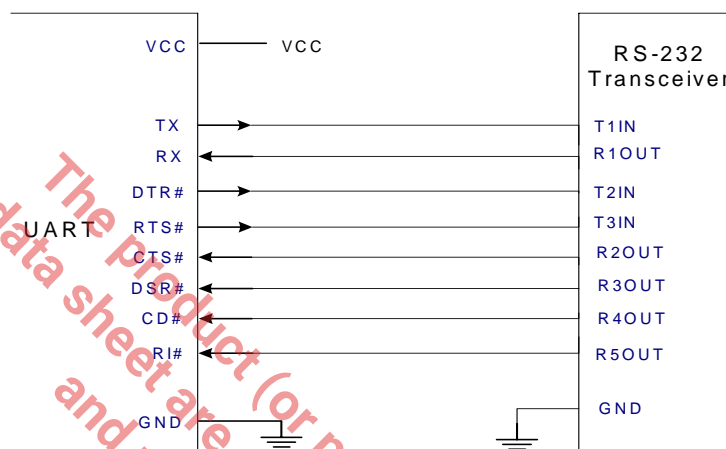 VCC
VCC
RS-232
Transceiver
TX
T1IN
RX
R1OUT
DTR#
T2IN
UART
RTS#
T3IN
CTS#
R2OUT
DSR#
R3OUT
CD#
R4OUT
RI#
R5OUT
GND
GND
The product (or
data sheet are
and